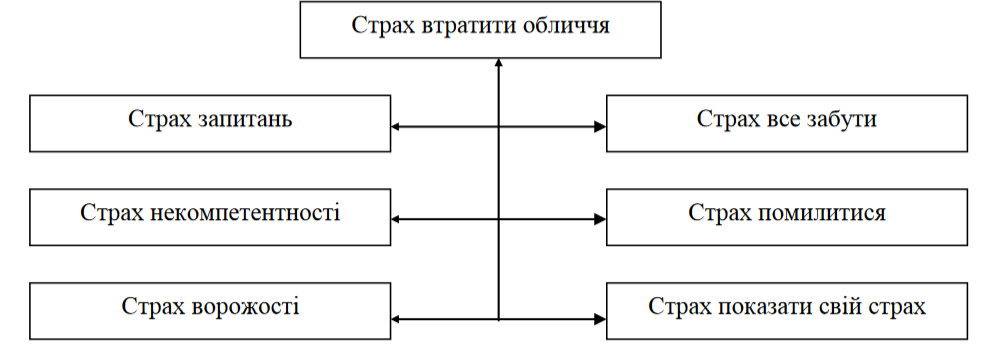 Страх втратити обличчя
Страх запитань
Страх все забути
Страх некомпетентності
Страх помилитися
Страх ворожості
Страх показати свій страх